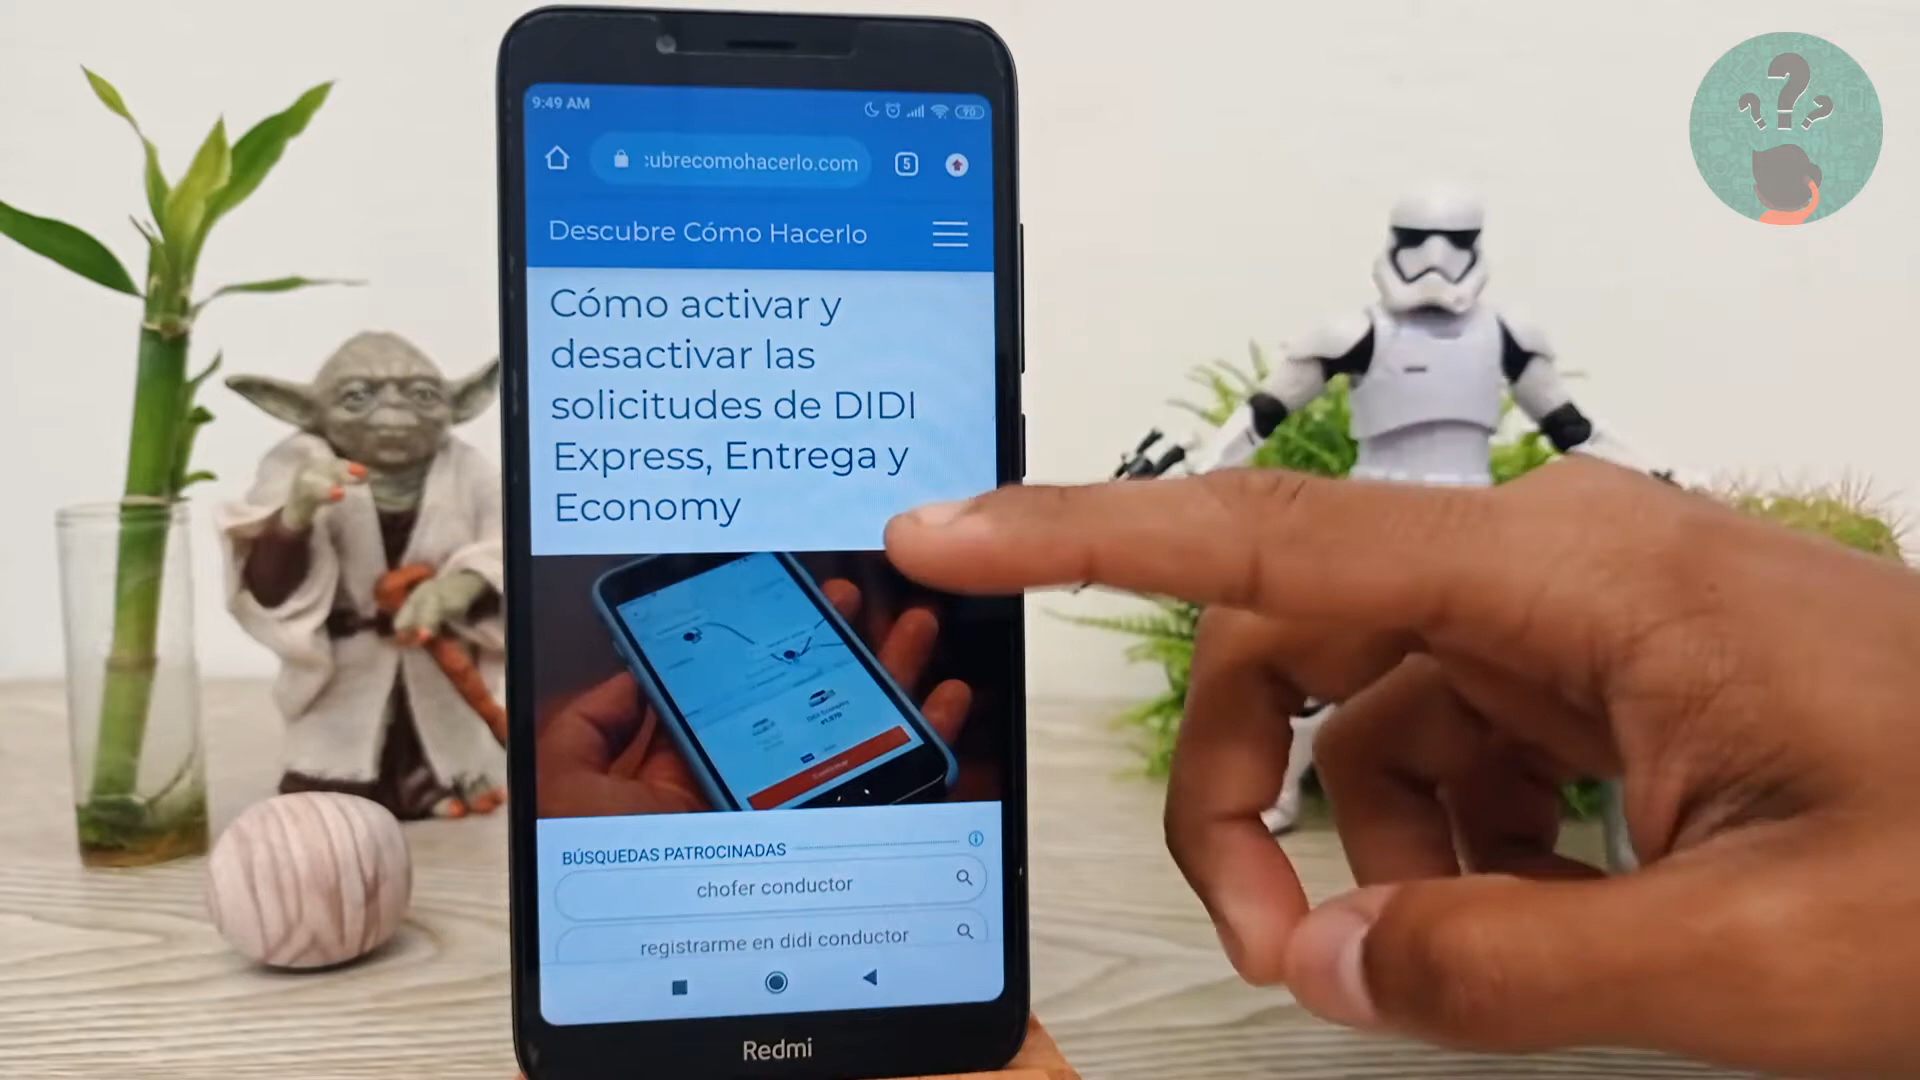 9:49 AM
90
:ubrecomohacerlo.com
5
Descubre Cómo Hacerlo
Cómo activar y
desactivar las
solicitudes de DIDI
Express, Entrega y
Economy
BÚSQUEDAS PATROCINADAS
chofer conductor
registrarme en didi conductor
Redmi